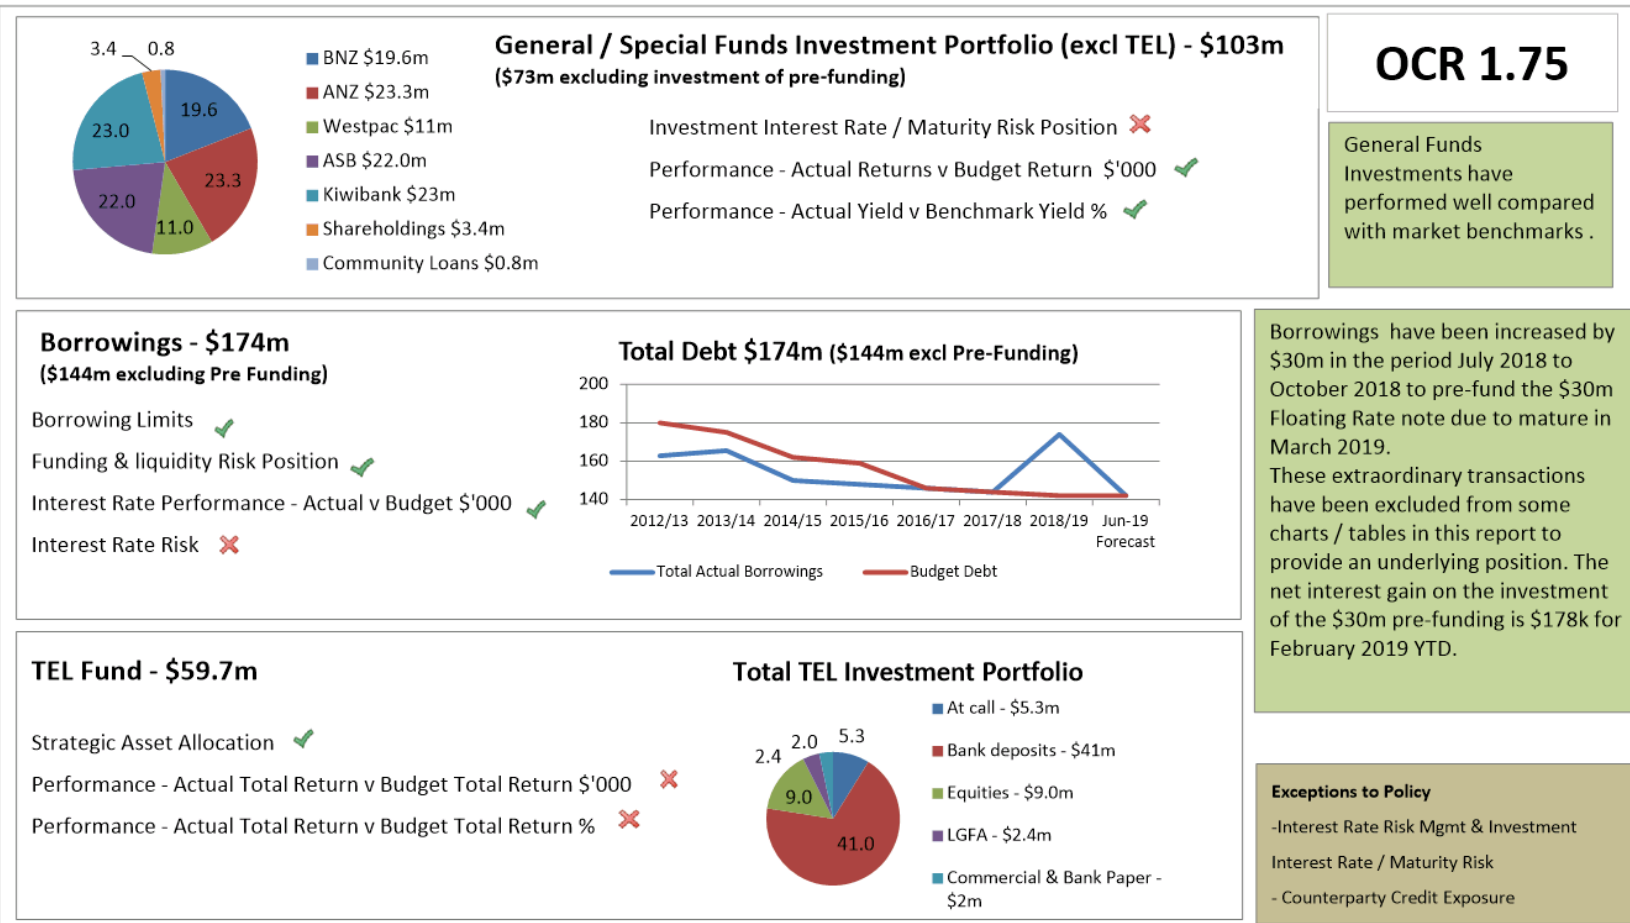 General / Special Funds Investment Portfolio (excl TEL) - $103m
($73m excluding investment of pre-funding)
3.4
0.8
19.6
23.3
11.0
22.0
23.0
BNZ $19.6m
ANZ $23.3m
Westpac $11m
ASB $22.0m
Kiwibank $23m
Shareholdings $3.4m
Community Loans $0.8m
Investment Interest Rate / Maturity Risk Position
Performance - Actual Returns v Budget Return $'000
Performance - Actual Yield v Benchmark Yield %
OCR 1.75
General Funds
Investments have
performed well compared
with market benchmarks .
Borrowings - $174m
($144m excluding Pre Funding)
Borrowing Limits
Funding & liquidity Risk Position
Interest Rate Performance - Actual v Budget $'000
Interest Rate Risk
Total Debt $174m ($144m excl Pre-Funding)
200
180
160
140
2012/13 2013/14 2014/15 2015/16 2016/17 2017/18 2018/19 Jun-19
Forecast
Total Actual Borrowings
Budget Debt
Borrowings have been increased by
$30m in the period July 2018 to
October 2018 to pre-fund the $30m
Floating Rate note due to mature in
March 2019.
These extraordinary transactions
have been excluded from some
charts / tables in this report to
provide an underlying position. The
net interest gain on the investment
of the $30m pre-funding is $178k for
February 2019 YTD.
TEL Fund - $59.7m
Strategic Asset Allocation
Performance - Actual Total Return v Budget Total Return $'000
Performance - Actual Total Return v Budget Total Return %
Total TEL Investment Portfolio
2.4
2.0
5.3
9.0
41.0
At call - $5.3m
Bank deposits - $41m
Equities - $9.0m
LGFA - $2.4m
Commercial & Bank Paper -
$2m
Exceptions to Policy
-Interest Rate Risk Mgmt & Investment
Interest Rate / Maturity Risk
- Counterparty Credit Exposure